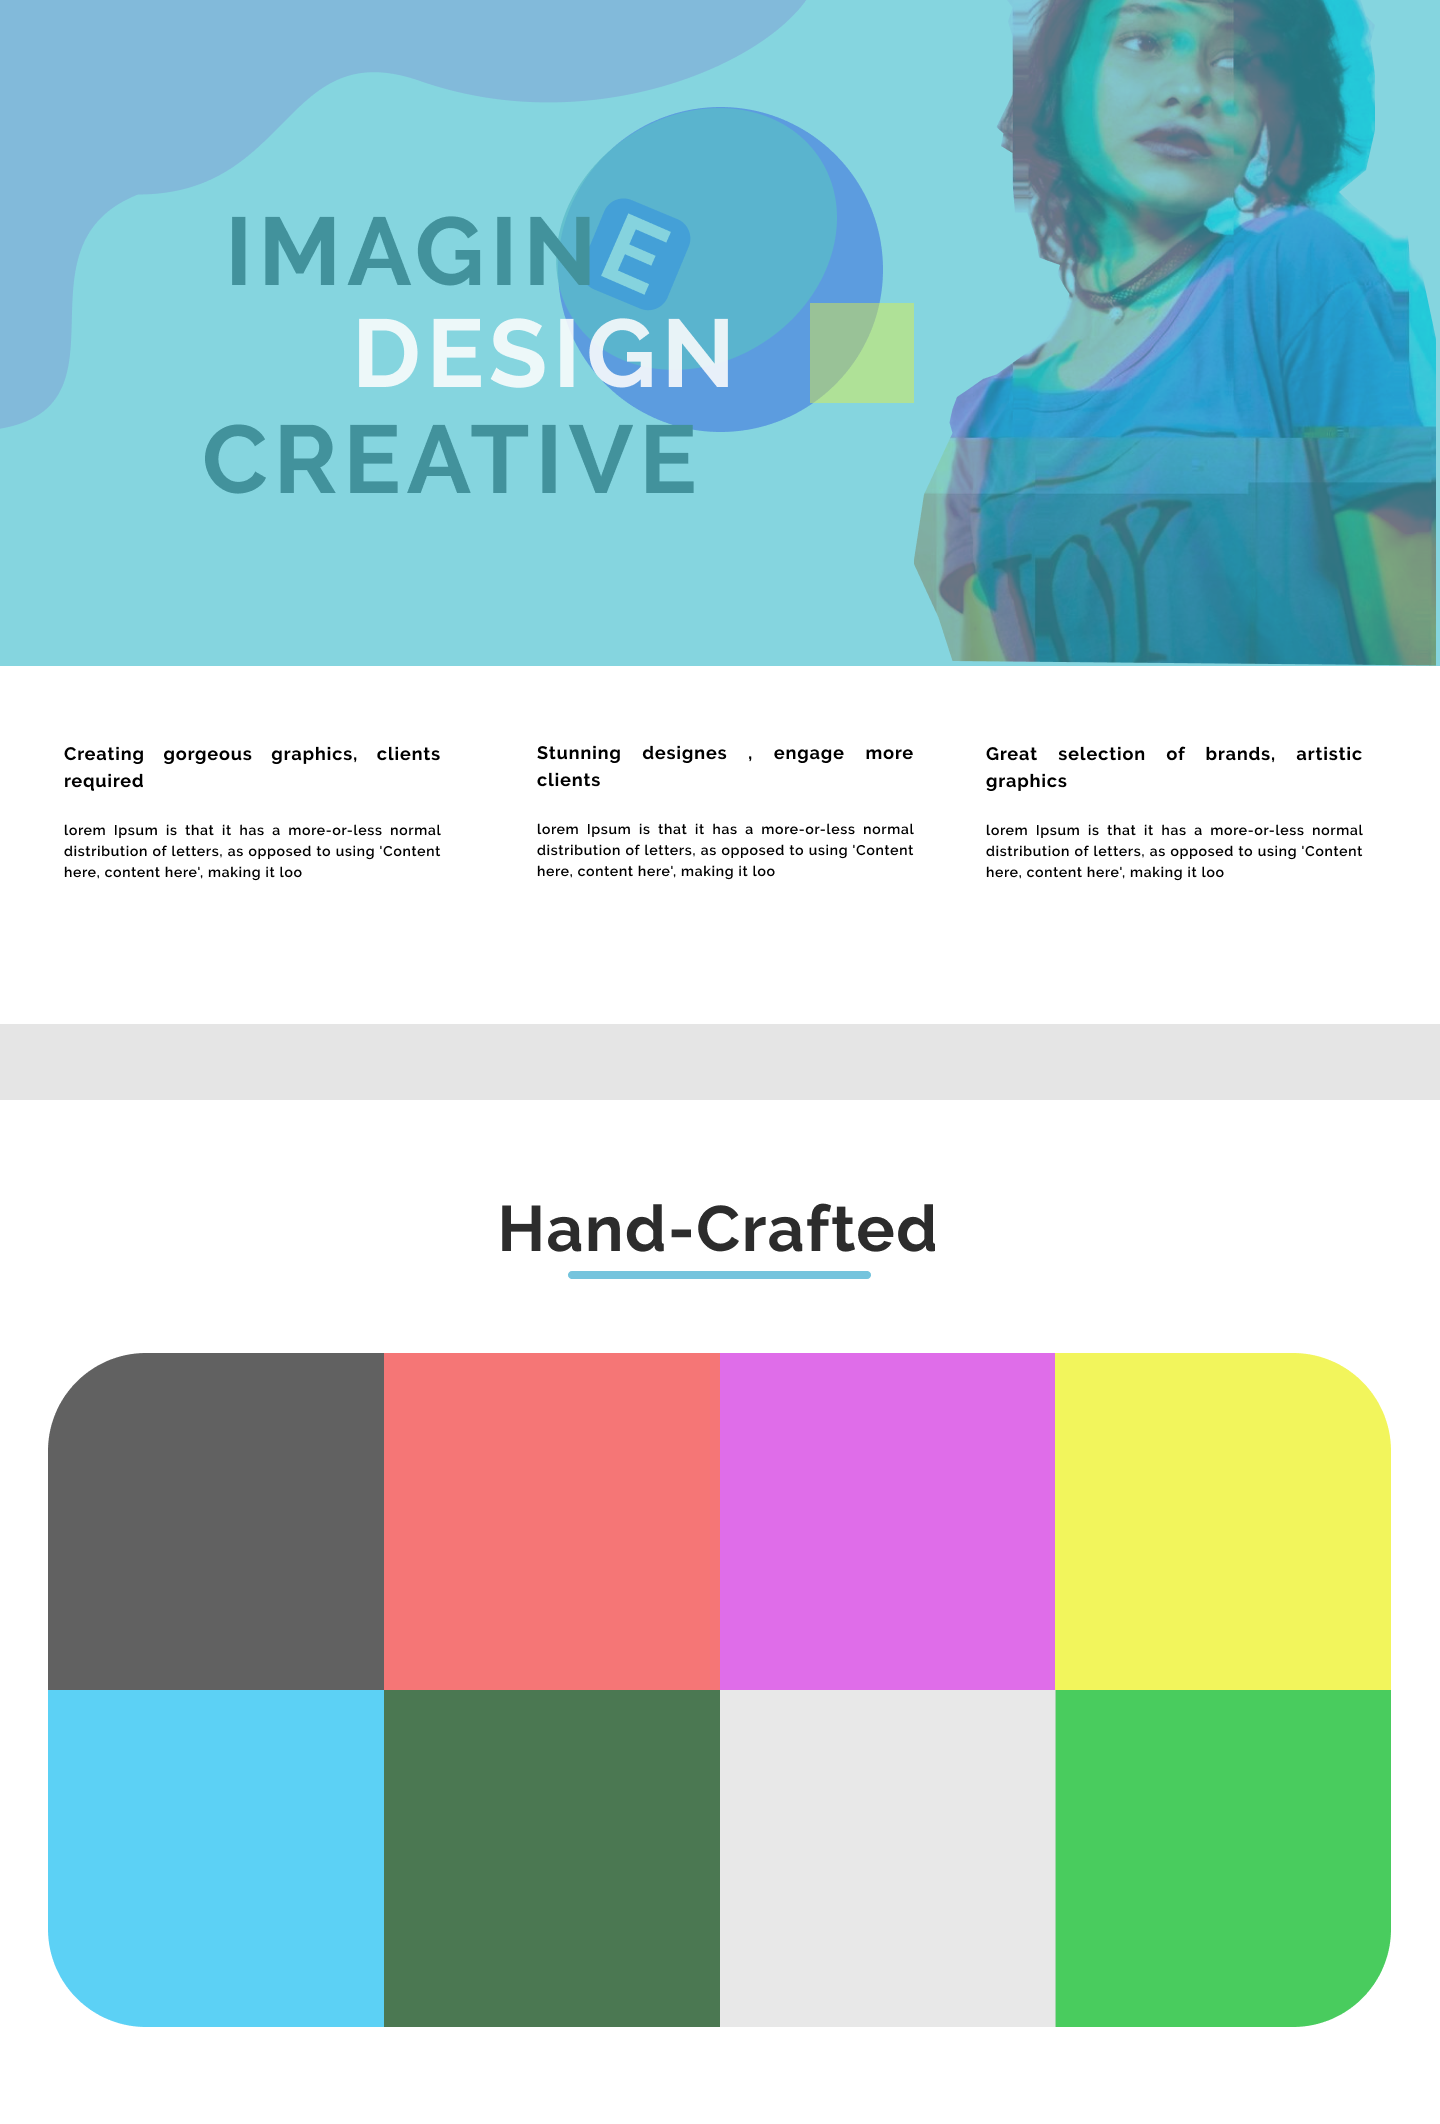 IMAGINE
DESIGN
CREATIVE
JOY
Creating gorgeous graphics, clients
required
lorem Ipsum is that it has a more-or-less normal
distribution of letters, as opposed to using 'Content
here, content here', making it loo
Stunning designes , engage more
clients
lorem Ipsum is that it has a more-or-less normal
distribution of letters, as opposed to using 'Content
here, content here', making it loo
Great selection of brands, artistic
graphics
lorem Ipsum is that it has a more-or-less normal
distribution of letters, as opposed to using 'Content
here, content here', making it loo
Hand-Crafted